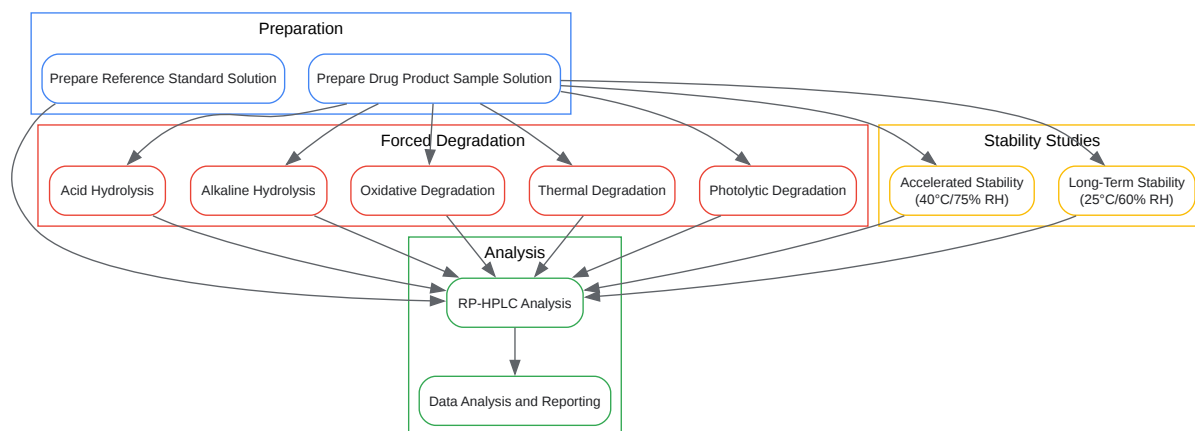 Preparation
Prepare Reference Standard Solution
Prepare Drug Product Sample Solution
Forced Degradation
Stability Studies
Acid Hydrolysis
Alkaline Hydrolysis
Oxidative Degradation
Thermal Degradation
Photolytic Degradation
Accelerated Stability
(40°C/75% RH)
Long-Term Stability
(25°C/60% RH)
Analysis
RP-HPLC Analysis
Data Analysis and Reporting